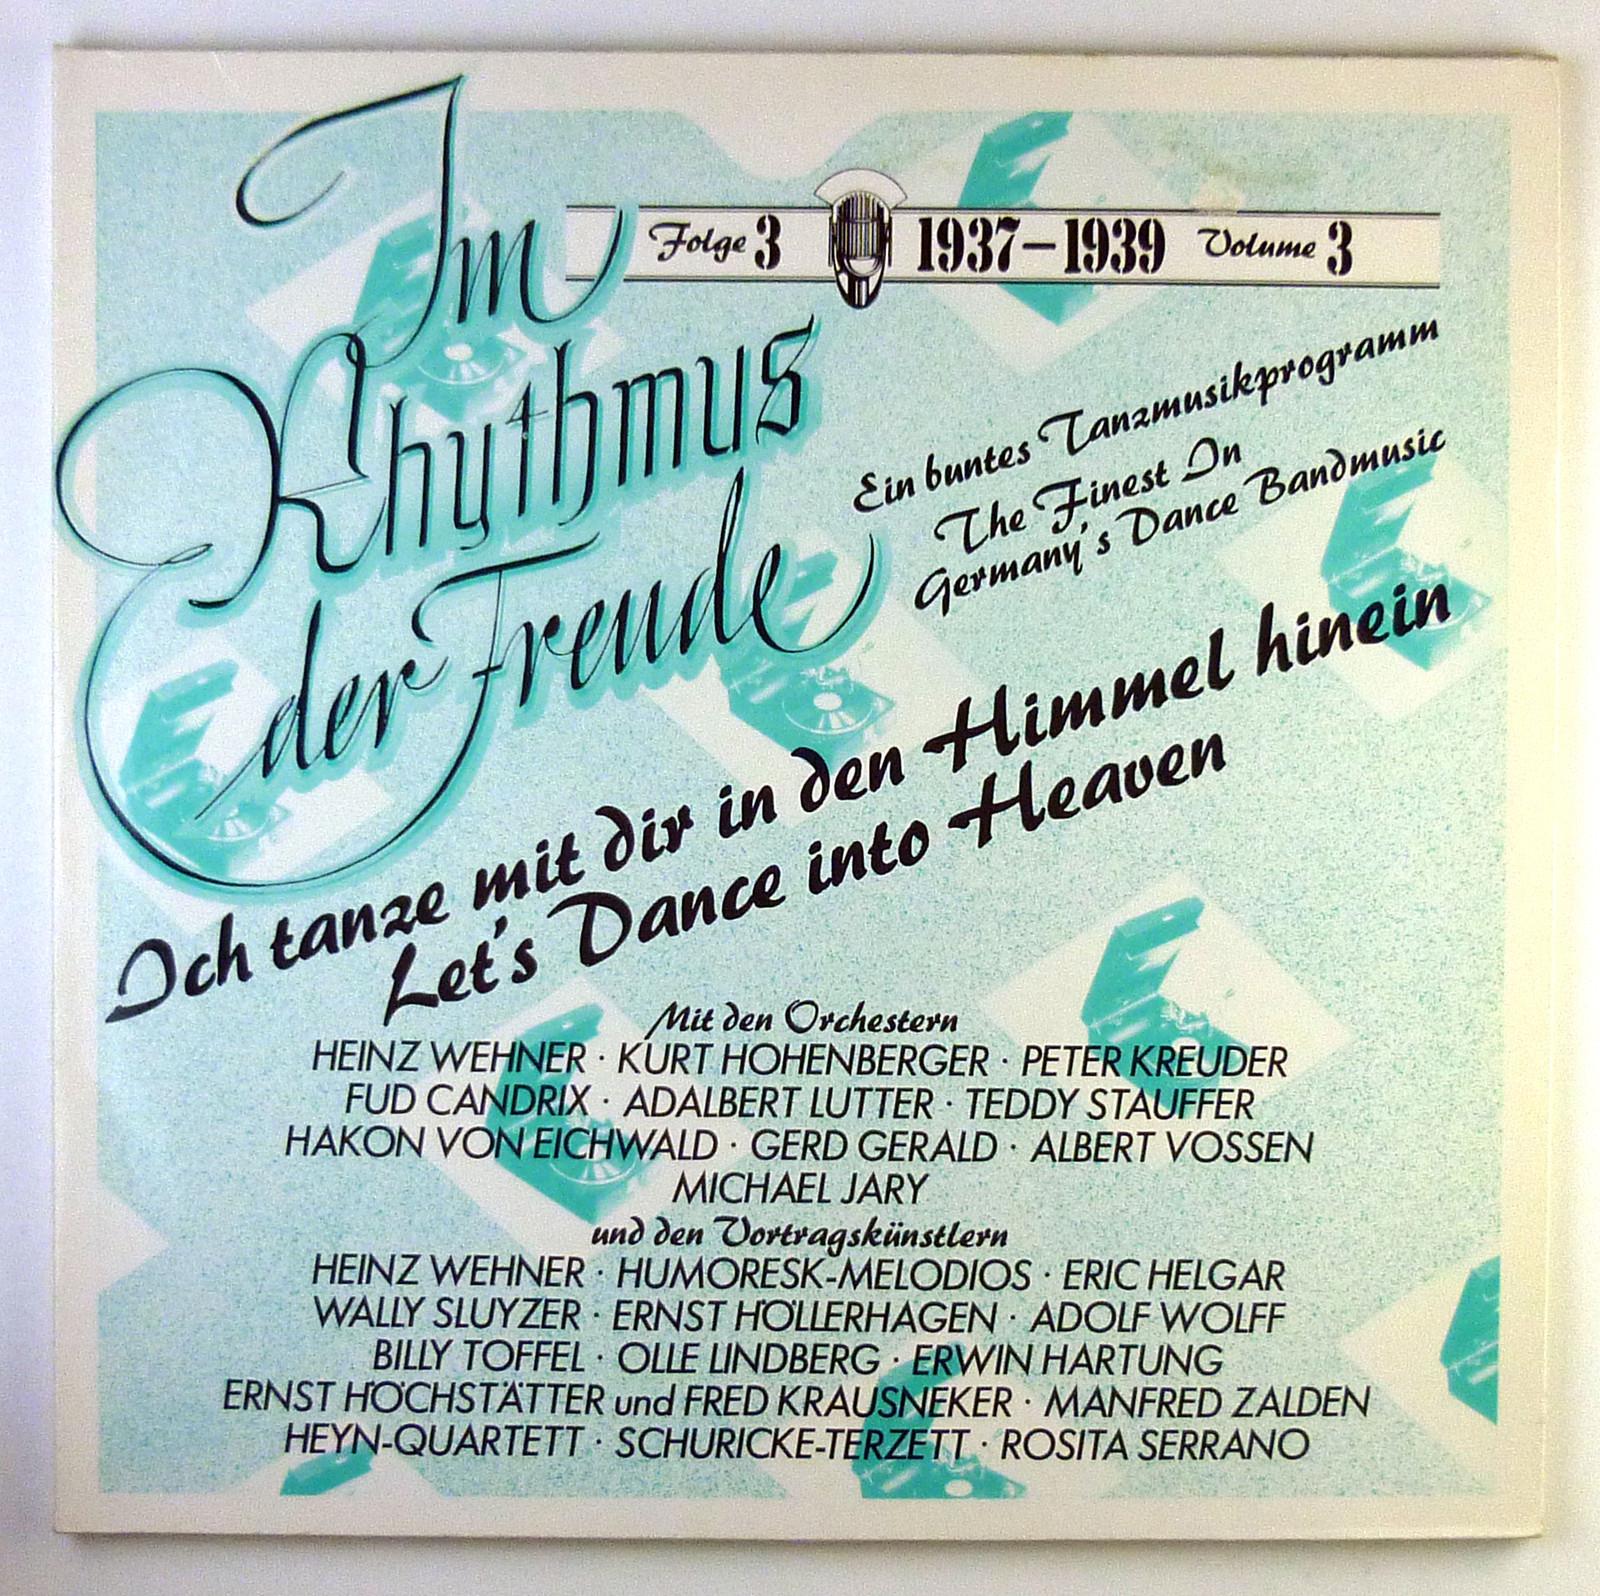 Im
Rhythmus
der Freude
Folge 3 1937–1939 Volume 3
Ein buntes Tanzmusikprogramm
The Finest In
Germany's Dance Bandmusic
Ich tanze mit dir in den Himmel hinein
Let's Dance into Heaven
Mit den Orchestern
HEINZ WEHNER · KURT HOHENBERGER · PETER KREUDER
FUD CANDRIX · ADALBERT LUTTER · TEDDY STAUFFER
HAKON VON EICHWALD · GERD GERALD · ALBERT VOSSEN
MICHAEL JARY
und den Vortragskünstlern
HEINZ WEHNER · HUMORESK-MELODIOS · ERIC HELGAR
WALLY SLUYZER · ERNST HÖLLERHAGEN · ADOLF WOLFF
BILLY TOFFEL · OLLE LINDBERG · ERWIN HARTUNG
ERNST HÖCHSTÄTTER und FRED KRAUSNEKER · MANFRED ZALDEN
HEYN-QUARTETT · SCHURICKE-TERZETT · ROSITA SERRANO